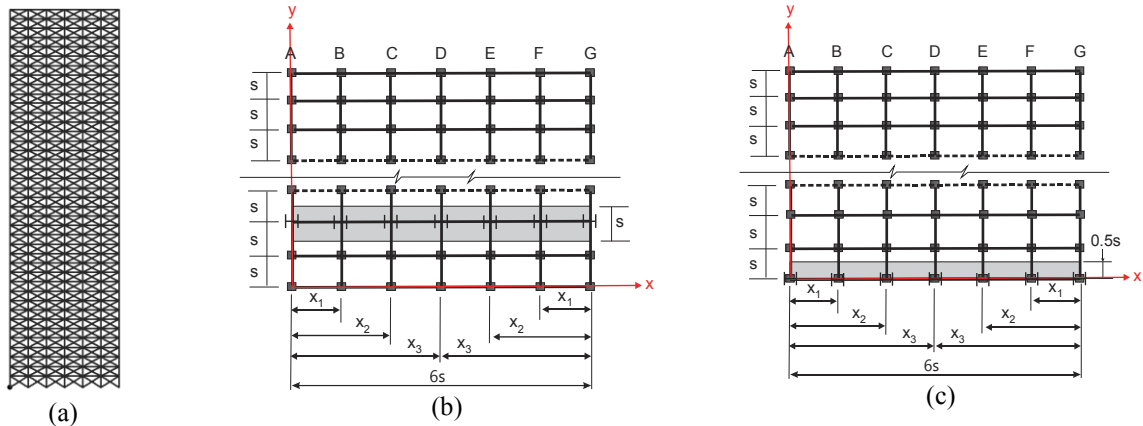 y
A B C D E F G
s
s
s
s
s
s
s
x
x1 x1
x2 x2
x3 x3
6s
(a)
(b)
y
A B C D E F G
s
s
s
s
s
s
0.5s
x
x1 x1
x2 x2
x3 x3
6s
(c)